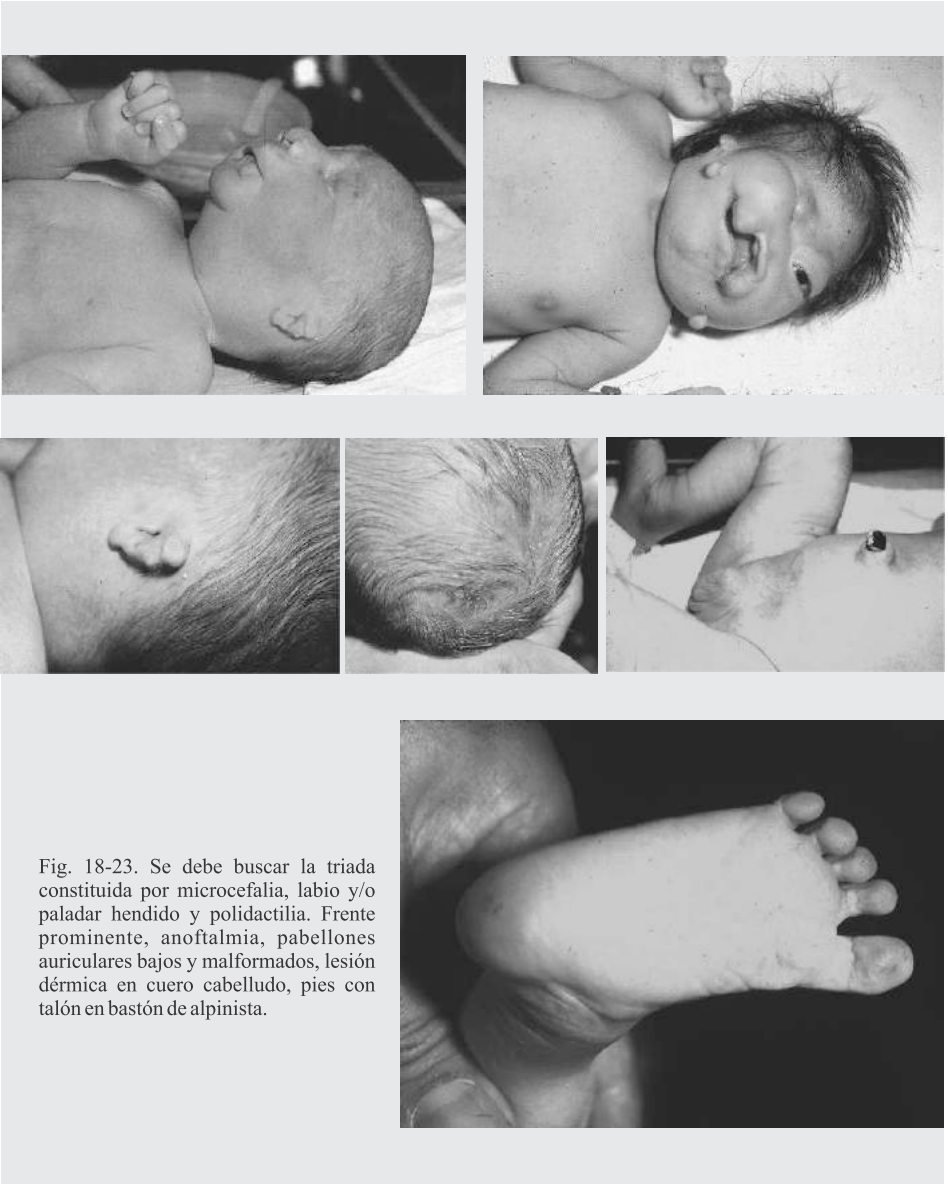 Fig. 18-23. Se debe buscar la triada
constituida por microcefalia, labio y/o
paladar hendido y polidactilia. Frente
prominente, anoftalmia, pabellones
auriculares bajos y malformados, lesión
dérmica en cuero cabelludo, pies con
talón en bastón de alpinista.